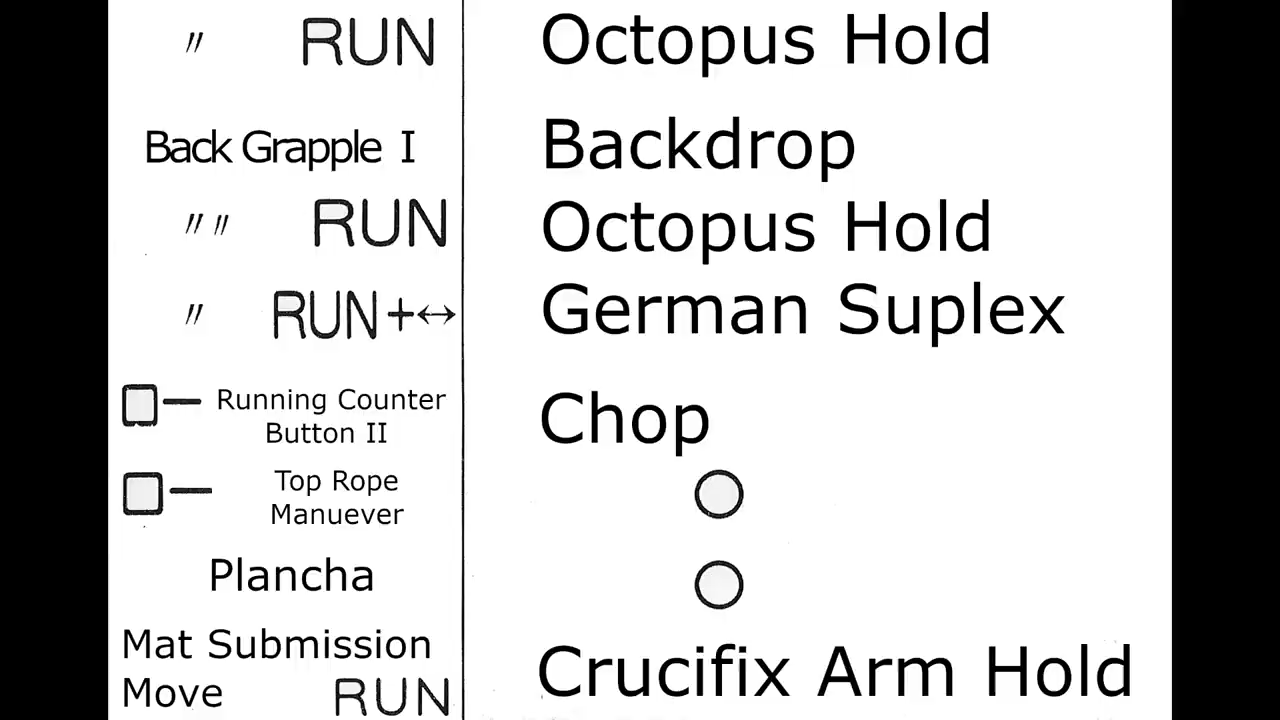 〃 RUN Octopus Hold
Back Grapple I Backdrop
〃〃 RUN Octopus Hold
〃 RUN+↔ German Suplex
Running Counter
Button II Chop
Top Rope
Manuever ○
Plancha ○
Mat Submission
Move RUN Crucifix Arm Hold